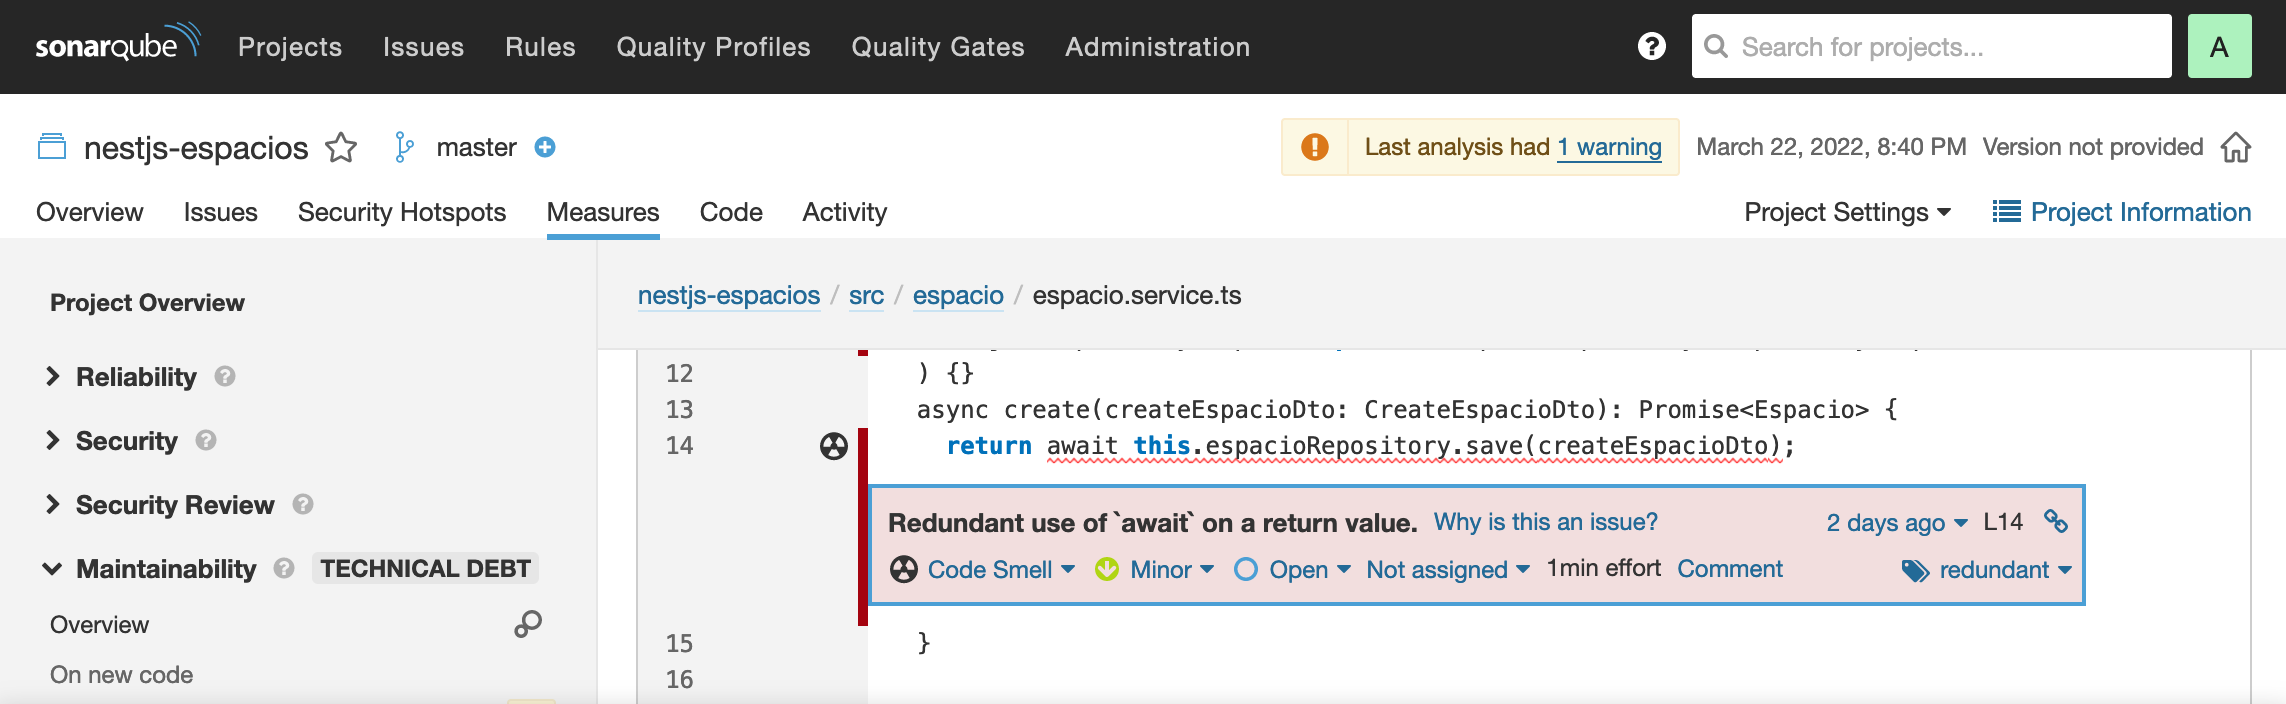 sonarqube Projects Issues Rules Quality Profiles Quality Gates Administration ? Search for projects... A
nestjs-espacios master Last analysis had 1 warning March 22, 2022, 8:40 PM Version not provided
Overview Issues Security Hotspots Measures Code Activity Project Settings Project Information
Project Overview
nestjs-espacios / src / espacio / espacio.service.ts
Reliability ?
Security ?
Security Review ?
Maintainability ? TECHNICAL DEBT
Overview
On new code
12 ) {}
13 async create(createEspacioDto: CreateEspacioDto): Promise<Espacio> {
14 return await this.espacioRepository.save(createEspacioDto);
Redundant use of `await` on a return value. Why is this an issue? 2 days ago L14
Code Smell Minor Open Not assigned 1min effort Comment redundant
15 }
16